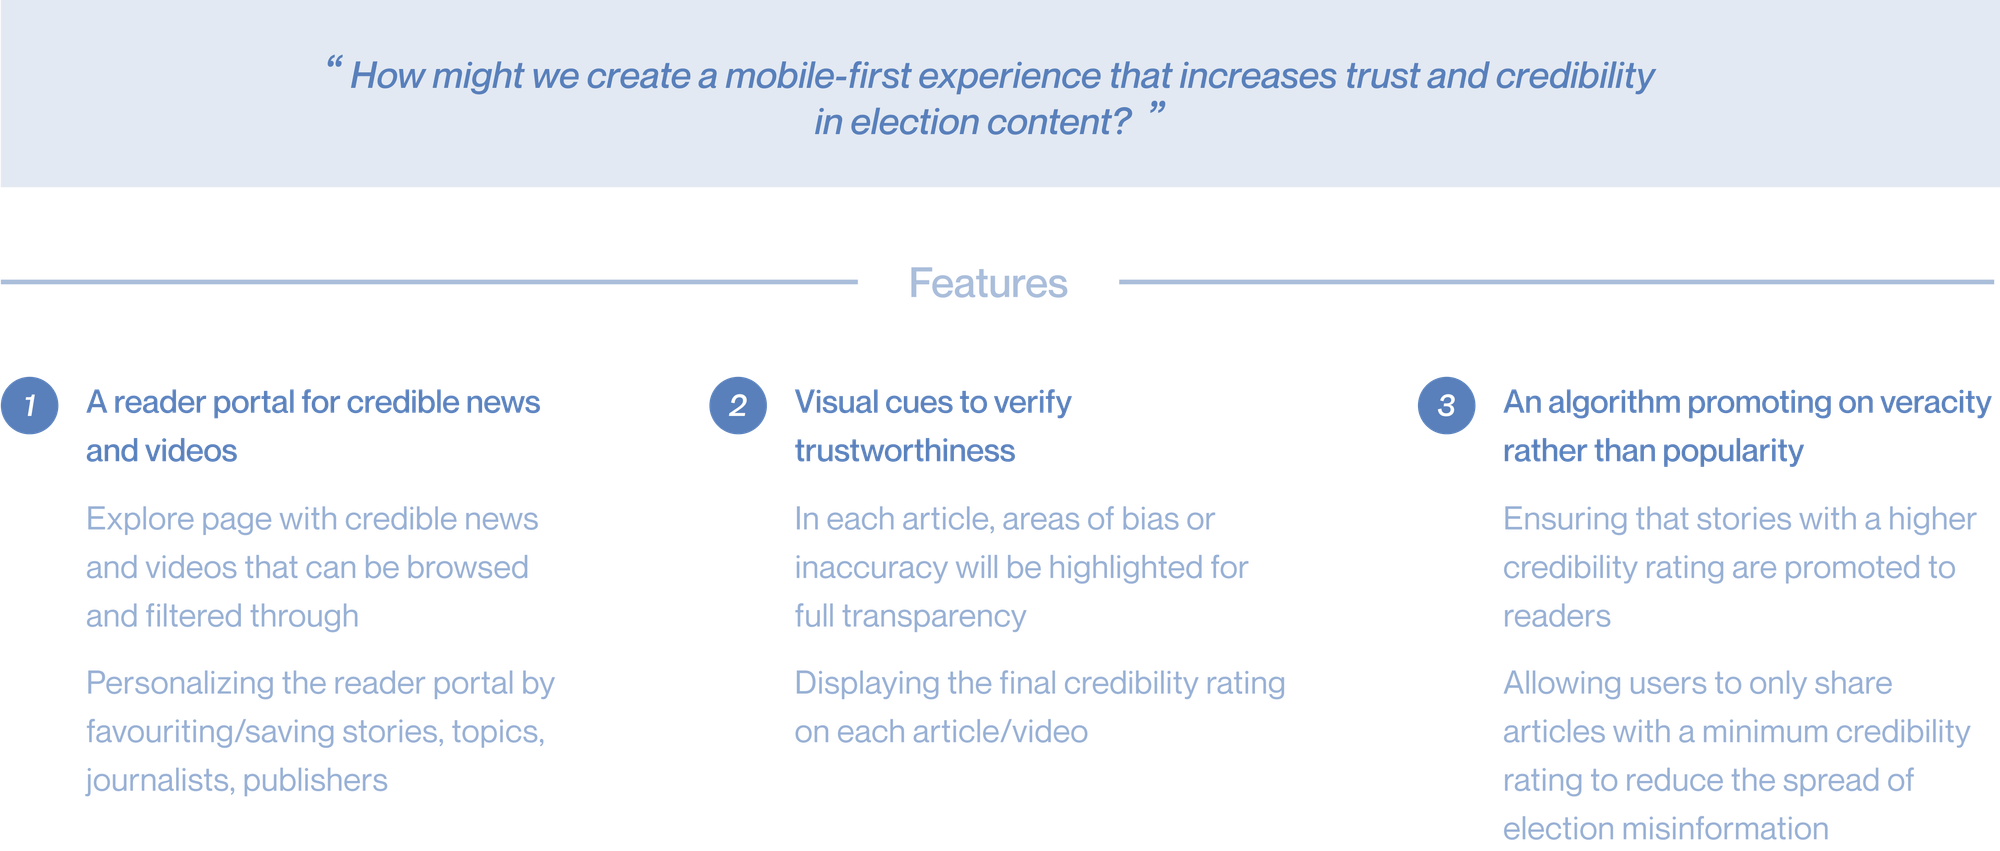 “ How might we create a mobile-first experience that increases trust and credibility
in election content? ”
Features
1
A reader portal for credible news
and videos
Explore page with credible news
and videos that can be browsed
and filtered through
Personalizing the reader portal by
favouriting/saving stories, topics,
journalists, publishers
2
Visual cues to verify
trustworthiness
In each article, areas of bias or
inaccuracy will be highlighted for
full transparency
Displaying the final credibility rating
on each article/video
3
An algorithm promoting on veracity
rather than popularity
Ensuring that stories with a higher
credibility rating are promoted to
readers
Allowing users to only share
articles with a minimum credibility
rating to reduce the spread of
election misinformation